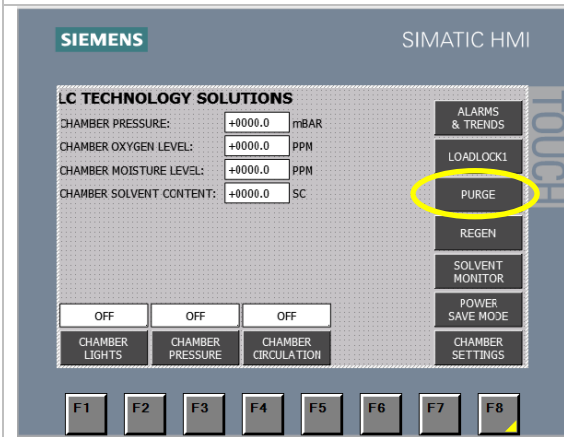 SIEMENS
SIMATIC HMI
LC TECHNOLOGY SOLUTIONS
CHAMBER PRESSURE: +0000.0 mBAR
CHAMBER OXYGEN LEVEL: +0000.0 PPM
CHAMBER MOISTURE LEVEL: +0000.0 PPM
CHAMBER SOLVENT CONTENT: +0000.0 SC
ALARMS
& TRENDS
LOADLOCK1
PURGE
REGEN
SOLVENT
MONITOR
POWER
SAVE MODE
CHAMBER
SETTINGS
OFF OFF OFF
CHAMBER
LIGHTS
CHAMBER
PRESSURE
CHAMBER
CIRCULATION
TOUCH
F1 F2 F3 F4 F5 F6 F7 F8